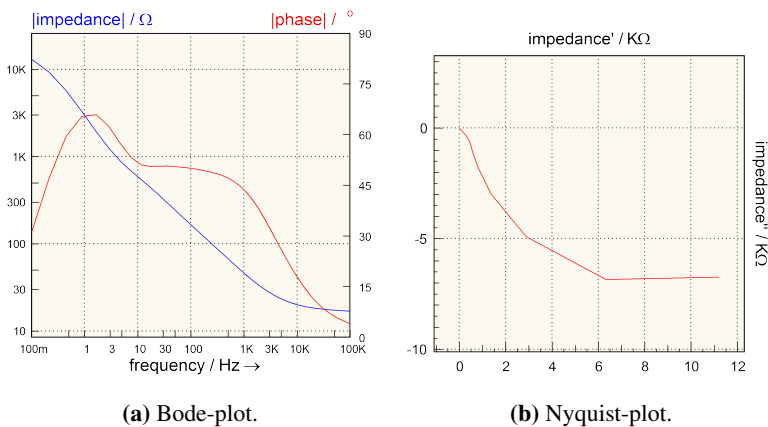 |impedance| / Ω |phase| / °
90
10K
75
3K
60
1K
45
300
30
100
30
15
10
0
100m 1 3 10 30 100 1K 3K 10K 100K
frequency / Hz →
(a) Bode-plot.
impedance' / KΩ
0
-5
-10
0 2 4 6 8 10 12
impedance'' / KΩ
(b) Nyquist-plot.